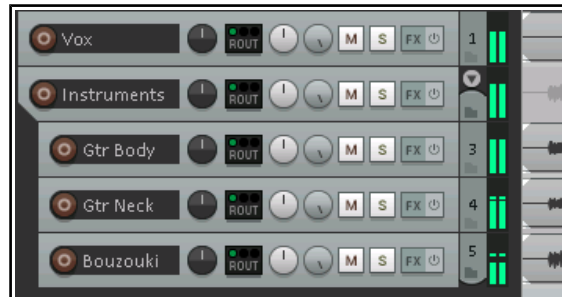 Vox ROUT M S FX 1
Instruments ROUT M S FX
Gtr Body ROUT M S FX 3
Gtr Neck ROUT M S FX 4
Bouzouki ROUT M S FX 5